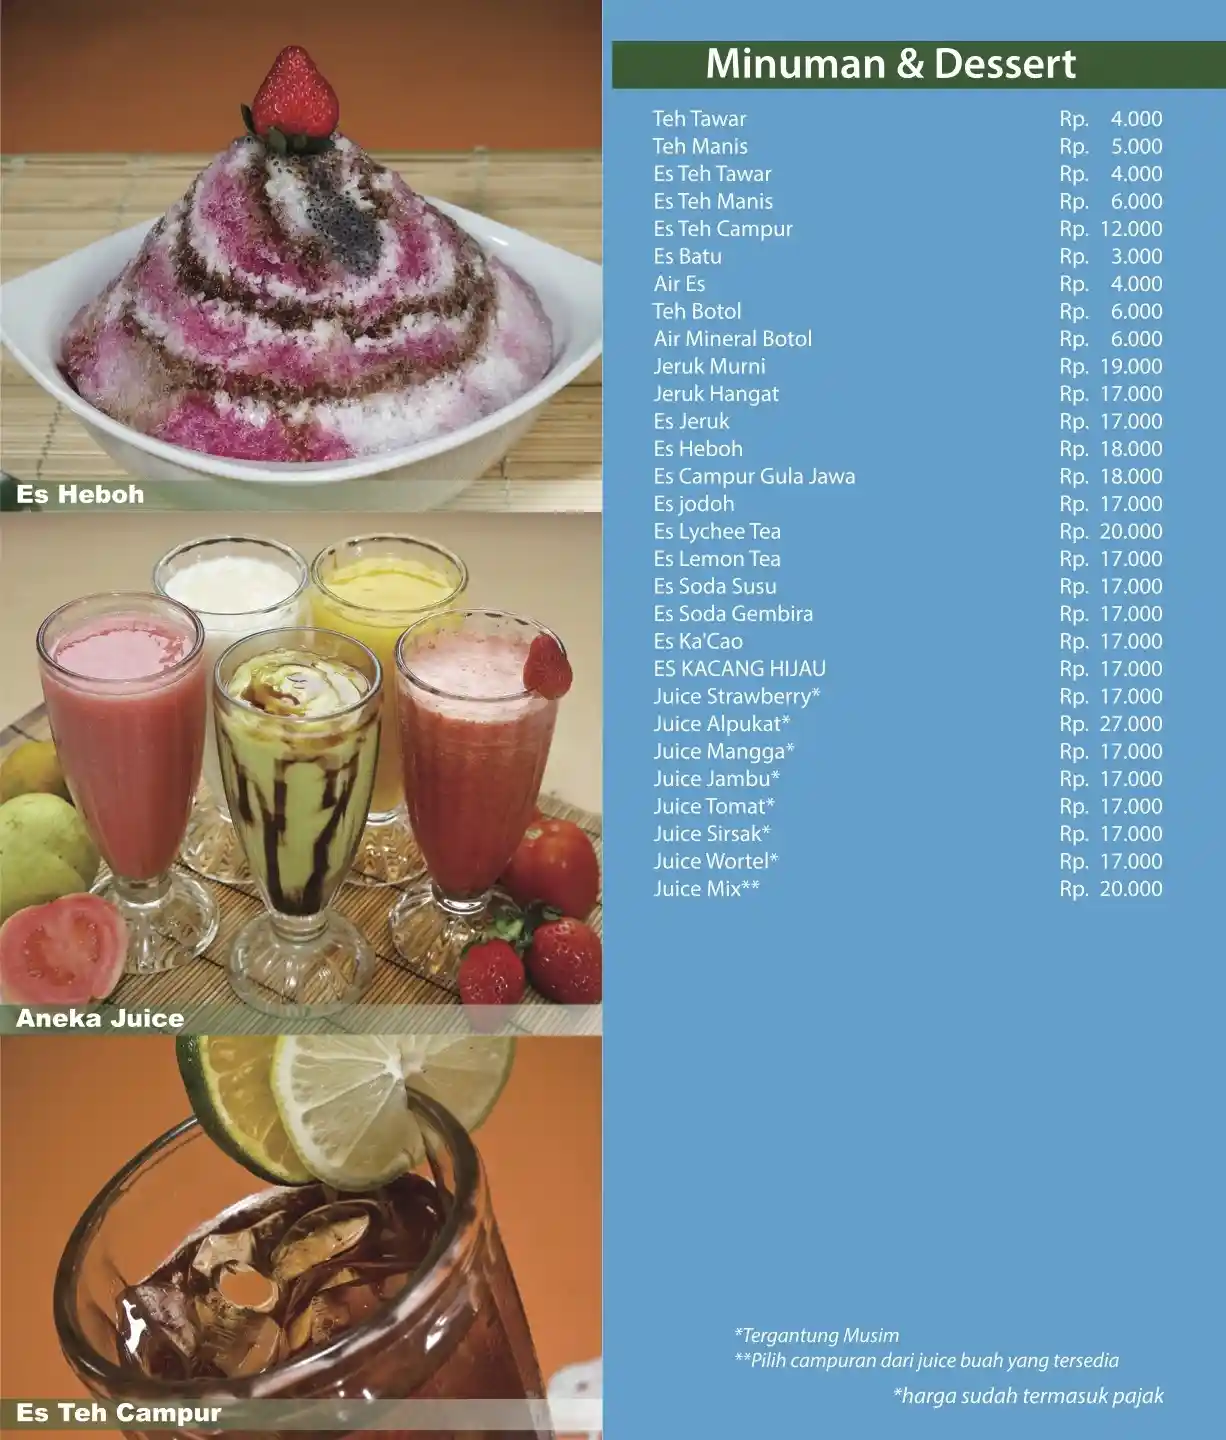 Es Heboh
Aneka Juice
Es Teh Campur
Minuman & Dessert
Teh Tawar Rp. 4.000
Teh Manis Rp. 5.000
Es Teh Tawar Rp. 4.000
Es Teh Manis Rp. 6.000
Es Teh Campur Rp. 12.000
Es Batu Rp. 3.000
Air Es Rp. 4.000
Teh Botol Rp. 6.000
Air Mineral Botol Rp. 6.000
Jeruk Murni Rp. 19.000
Jeruk Hangat Rp. 17.000
Es Jeruk Rp. 17.000
Es Heboh Rp. 18.000
Es Campur Gula Jawa Rp. 18.000
Es jodoh Rp. 17.000
Es Lychee Tea Rp. 20.000
Es Lemon Tea Rp. 17.000
Es Soda Susu Rp. 17.000
Es Soda Gembira Rp. 17.000
Es Ka'Cao Rp. 17.000
ES KACANG HIJAU Rp. 17.000
Juice Strawberry* Rp. 17.000
Juice Alpukat* Rp. 27.000
Juice Mangga* Rp. 17.000
Juice Jambu* Rp. 17.000
Juice Tomat* Rp. 17.000
Juice Sirsak* Rp. 17.000
Juice Wortel* Rp. 17.000
Juice Mix** Rp. 20.000
*Tergantung Musim
**Pilih campuran dari juice buah yang tersedia
*harga sudah termasuk pajak